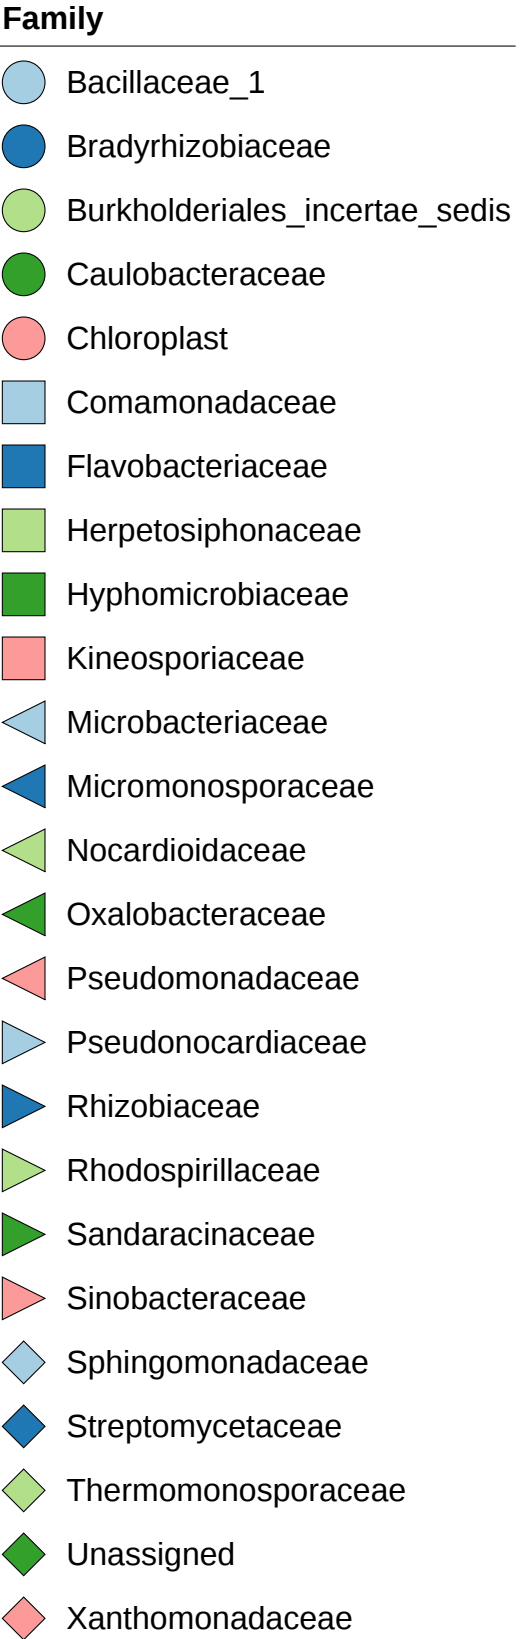 Family
Bacillaceae_1
Bradyrhizobiaceae
Burkholderiales_incertae_sedis
Caulobacteraceae
Chloroplast
Comamonadaceae
Flavobacteriaceae
Herpetosiphonaceae
Hyphomicrobiaceae
Kineosporiaceae
Microbacteriaceae
Micromonosporaceae
Nocardioidaceae
Oxalobacteraceae
Pseudomonadaceae
Pseudonocardiaceae
Rhizobiaceae
Rhodospirillaceae
Sandaracinaceae
Sinobacteraceae
Sphingomonadaceae
Streptomycetaceae
Thermomonosporaceae
Unassigned
Xanthomonadaceae